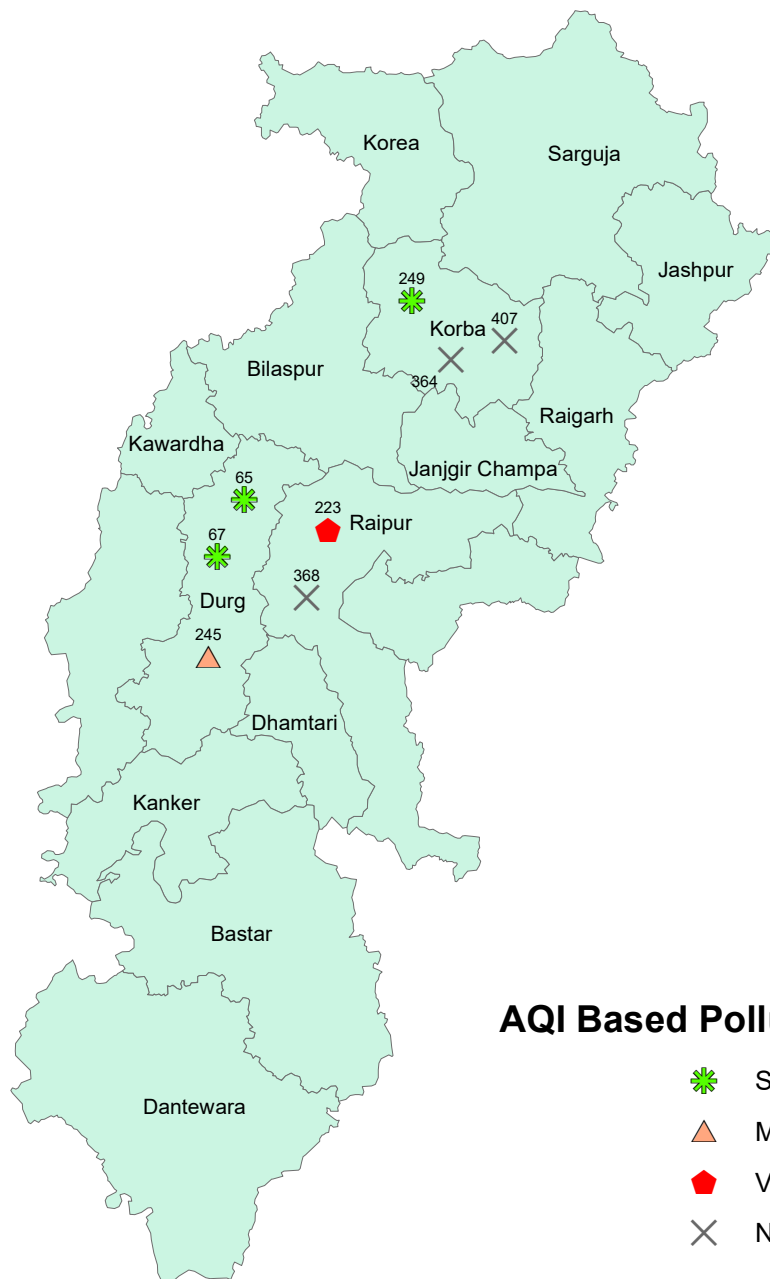 Korea
Sarguja
Jashpur
249
Korba
407
364
Bilaspur
Raigarh
Kawardha
Janjgir Champa
65
223
Raipur
67
368
Durg
245
Dhamtari
Kanker
Bastar
Dantewara
AQI Based Pollu
S
M
V
N